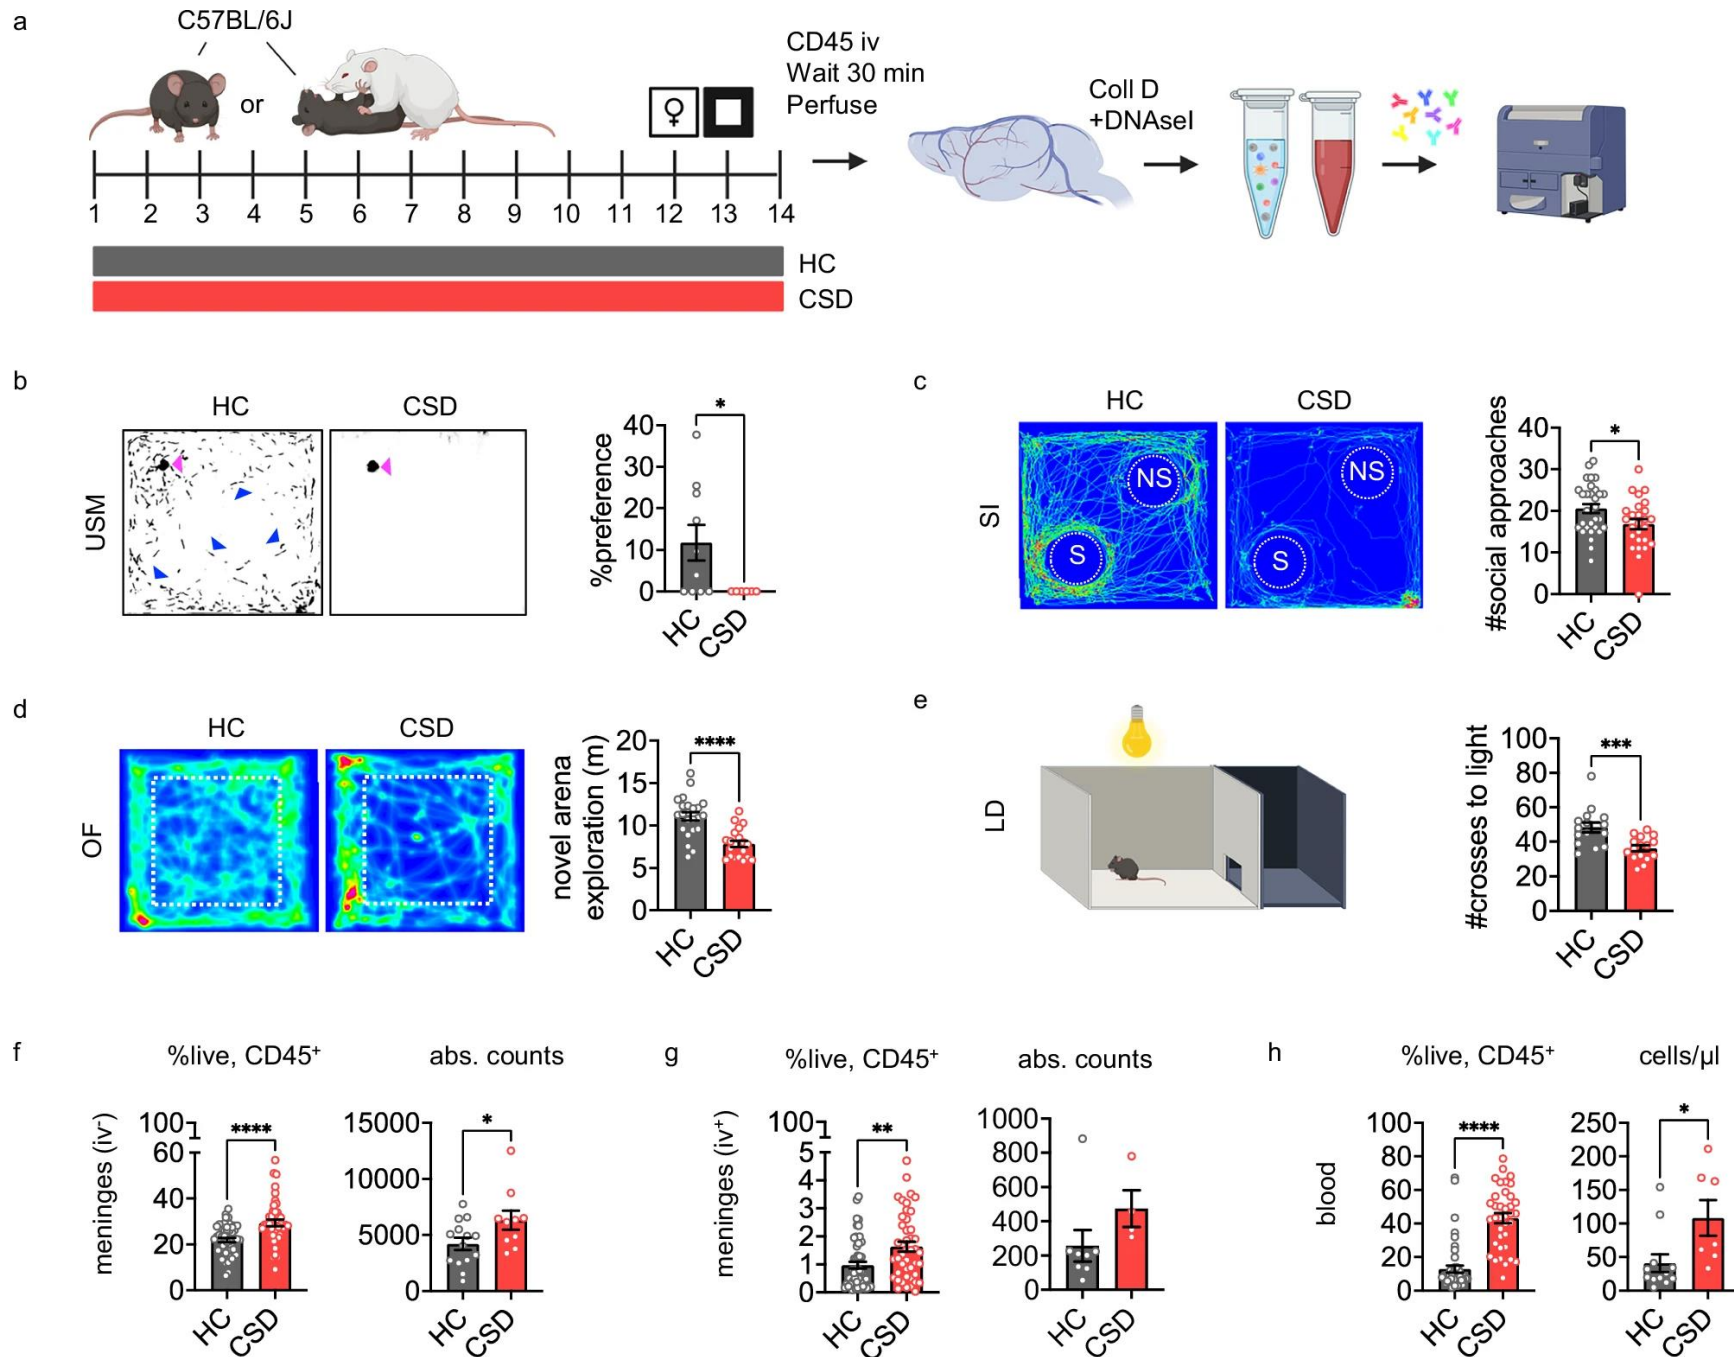 a
C57BL/6J
or
♀
CD45 iv
Wait 30 min
Perfuse
Coll D
+DNAseI
1 2 3 4 5 6 7 8 9 10 11 12 13 14
HC
CSD
b
HC CSD
USM
%preference
40
30
20
10
0
*
HC CSD
c
HC CSD
SI
NS
S
NS
S
#social approaches
40
30
20
10
0
*
HC CSD
d
HC CSD
OF
novel arena
exploration (m)
20
15
10
5
0
****
HC CSD
e
LD
#crosses to light
100
80
60
40
20
0
***
HC CSD
f
%live, CD45⁺
meninges (iv⁻)
100
60
40
20
0
****
HC CSD
abs. counts
15000
10000
5000
0
*
HC CSD
g
%live, CD45⁺
meninges (iv⁺)
100
5
4
3
2
1
0
**
HC CSD
abs. counts
1000
800
600
400
200
0
HC CSD
h
%live, CD45⁺
blood
100
80
60
40
20
0
****
HC CSD
cells/µl
250
200
150
100
50
0
*
HC CSD